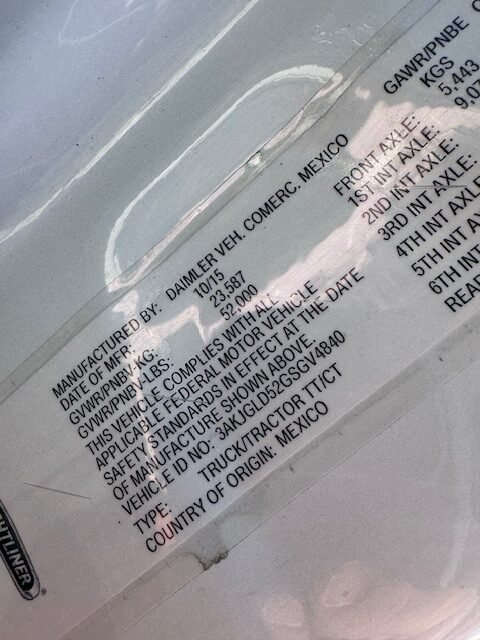 MANUFACTURED BY: DAIMLER VEH. COMERC. MEXICO
DATE OF MFR: 10/15
GVWR/PNBV-KG: 23,587
GVWR/PNBV-LBS: 52,000
THIS VEHICLE COMPLIES WITH ALL
APPLICABLE FEDERAL MOTOR VEHICLE
SAFETY STANDARDS IN EFFECT AT THE DATE
OF MANUFACTURE SHOWN ABOVE.
VEHICLE ID NO: 3AKJGLD52GSGV4840
TYPE: TRUCK/TRACTOR TT/CT
COUNTRY OF ORIGIN: MEXICO
GAWR/PNBE
KGS
FRONT AXLE: 5,443
1ST INT AXLE: 9,07
2ND INT AXLE:
3RD INT AXLE:
4TH INT AXLE
5TH INT
6TH INT
REAR
HTLINER